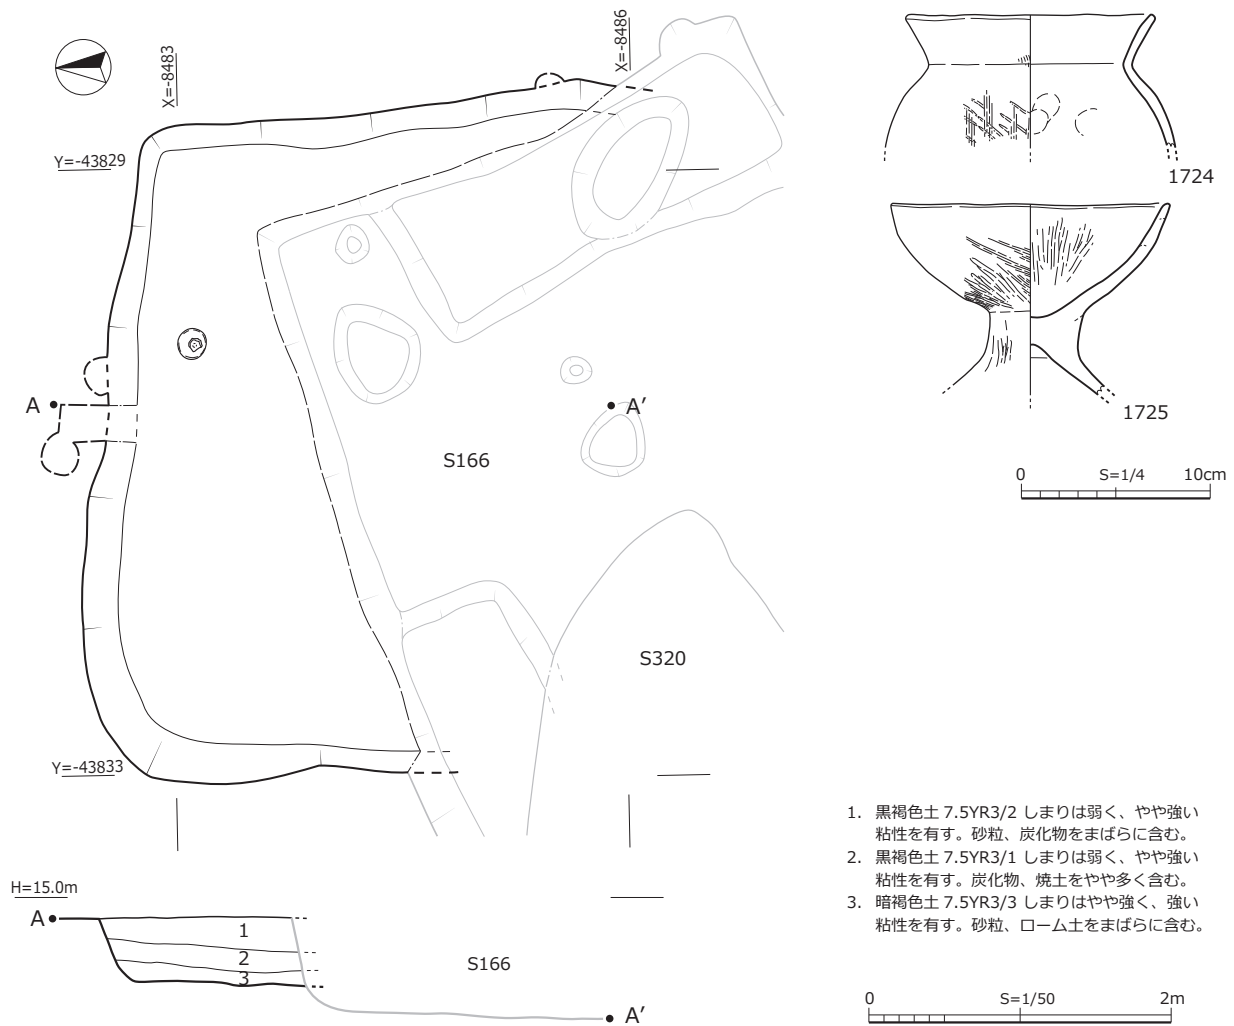 X=-8483
X=-8486
Y=-43829
A
A′
S166
S320
Y=-43833
1724
1725
0 S=1/4 10cm
1. 黒褐色土 7.5YR3/2 しまりは弱く、やや強い
粘性を有す。砂粒、炭化物をまばらに含む。
2. 黒褐色土 7.5YR3/1 しまりは弱く、やや強い
粘性を有す。炭化物、焼土をやや多く含む。
3. 暗褐色土 7.5YR3/3 しまりはやや強く、強い
粘性を有す。砂粒、ローム土をまばらに含む。
H=15.0m
A
1
2
3
S166
A′
0 S=1/50 2m